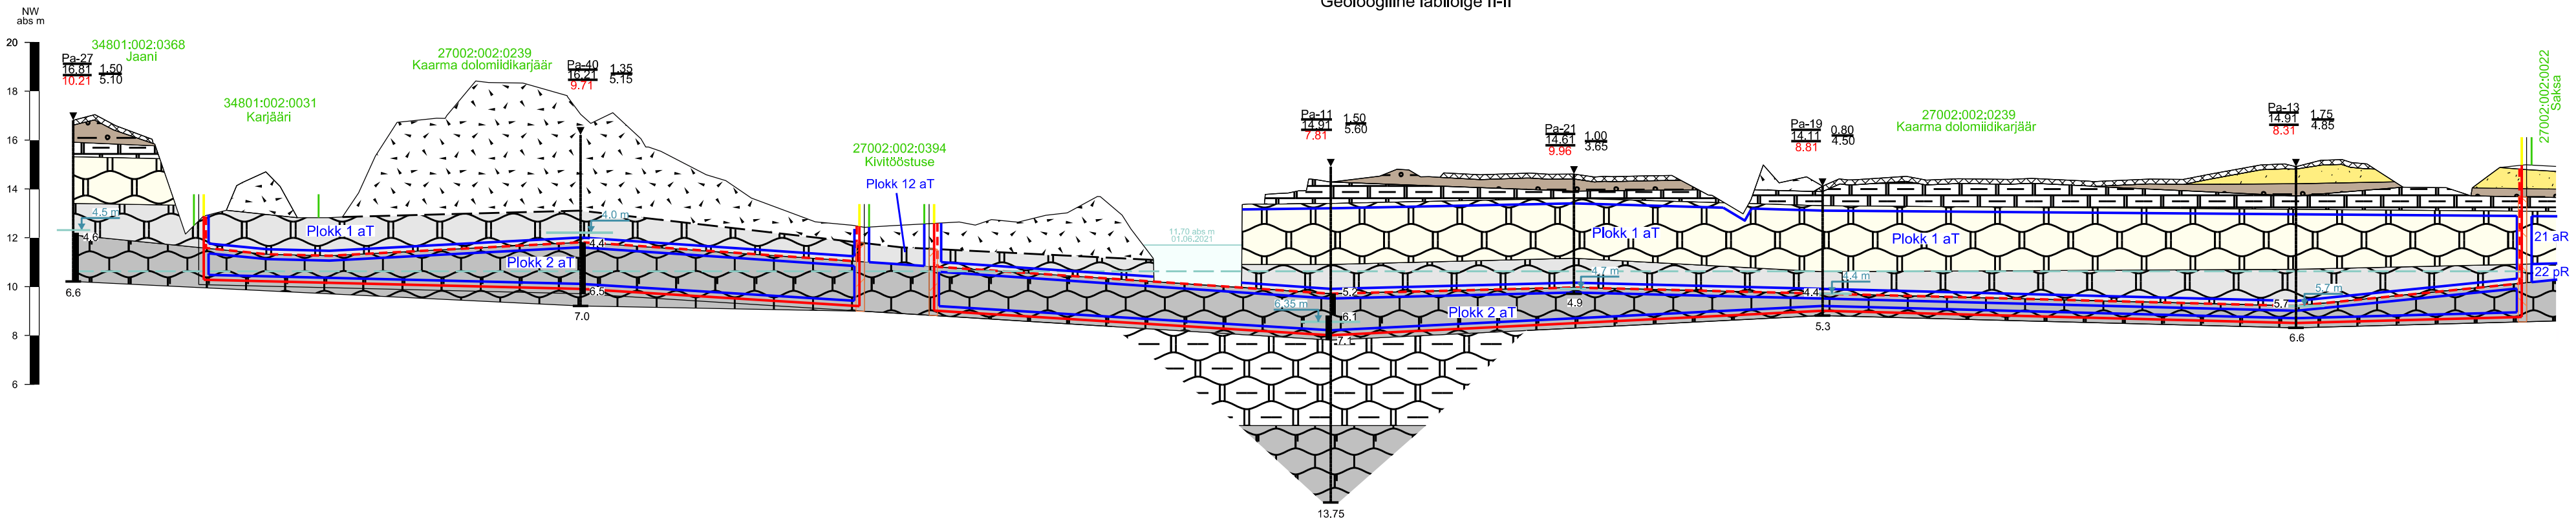 Geoloogiline läbilõige II-II
NW
abs m
20
18
16
14
12
10
8
6
34801:002:0368
Jaani
Pa-27
16.81
10.21
1.50
5.10
34801:002:0031
Karjääri
27002:002:0239
Kaarma dolomiidikarjäär
Pa-40
16.21
9.71
1.35
5.15
27002:002:0394
Kivitööstuse
Plokk 12 aT
Pa-11
14.91
7.81
1.50
5.60
Pa-21
14.61
9.96
1.00
3.65
Pa-19
14.11
8.81
0.80
4.50
27002:002:0239
Kaarma dolomiidikarjäär
Pa-13
14.91
8.31
1.75
4.85
27002:002:0022
Saksa
4.5 m
4.6
6.6
Plokk 1 aT
Plokk 2 aT
4.0 m
4.4
6.5
7.0
11,70 abs m
01.06.2021
6.35 m
5.2
6.1
7.1
13,75
Plokk 1 aT
4.7 m
4.9
Plokk 2 aT
Plokk 1 aT
4.4 m
4.4
5.3
5.7 m
5.7
6.6
21 aR
22 pR